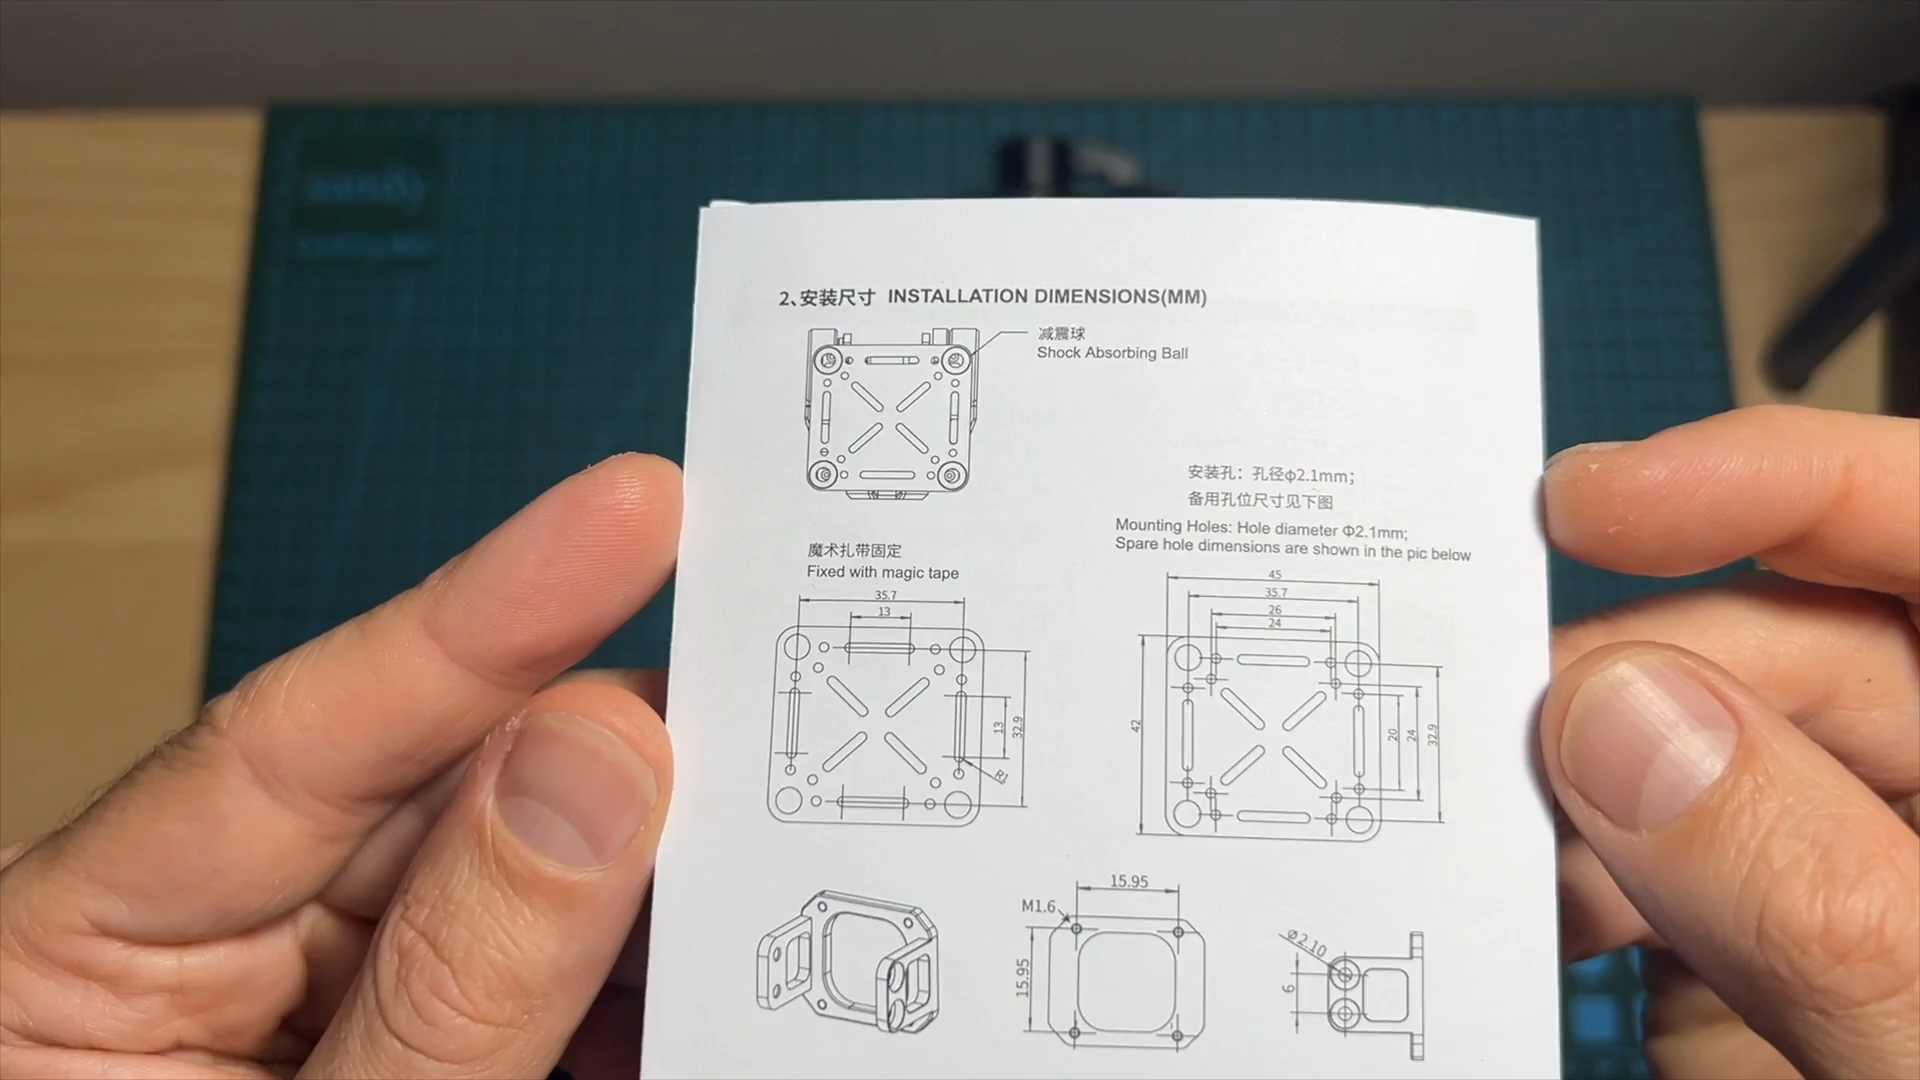 2、安装尺寸 INSTALLATION DIMENSIONS(MM)
减震球
Shock Absorbing Ball
安装孔：孔径φ2.1mm；
备用孔位尺寸见下图
Mounting Holes: Hole diameter Φ2.1mm;
Spare hole dimensions are shown in the pic below
魔术扎带固定
Fixed with magic tape
35.7
13
13
32.9
R1
45
35.7
26
24
42
20
24
32.9
15.95
M1.6
15.95
φ2.10
6